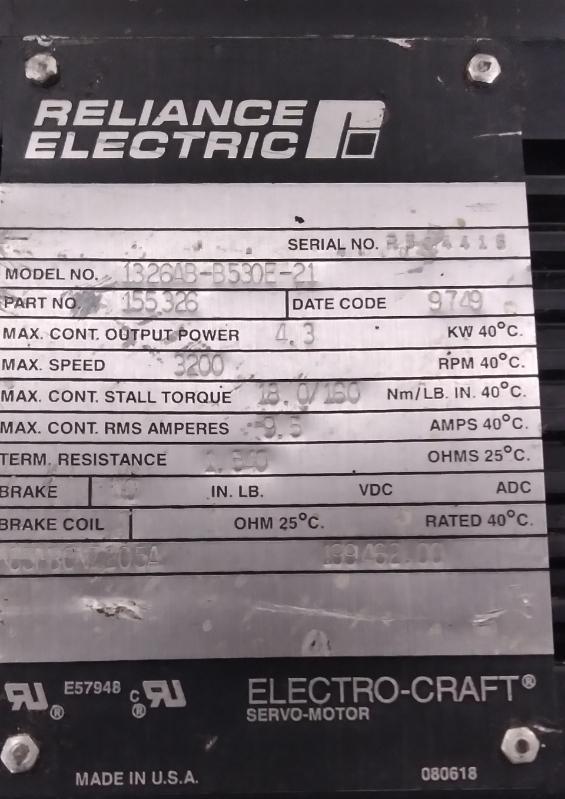 RELIANCE
ELECTRIC
SERIAL NO.
MODEL NO. 1326AB-B530E-21
PART NO. 155,326 DATE CODE 9749
MAX. CONT. OUTPUT POWER 4.3 KW 40°C.
MAX. SPEED 3200 RPM 40°C.
MAX. CONT. STALL TORQUE 18.0/160 Nm/LB. IN. 40°C.
MAX. CONT. RMS AMPERES 9.5 AMPS 40°C.
TERM. RESISTANCE OHMS 25°C.
BRAKE IN. LB. VDC ADC
BRAKE COIL OHM 25°C. RATED 40°C.
E57948
ELECTRO-CRAFT®
SERVO-MOTOR
MADE IN U.S.A. 080618